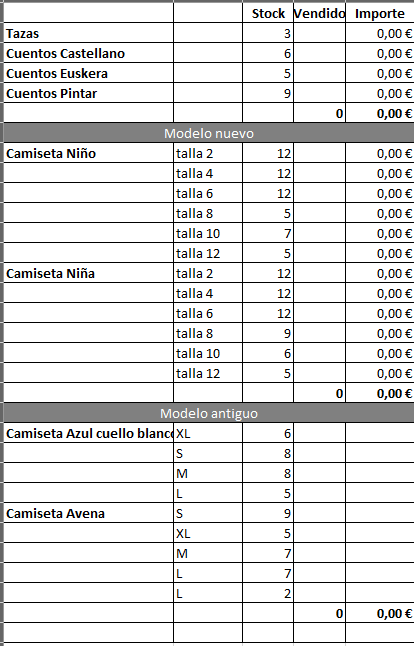 Stock Vendido Importe
Tazas 3 0,00 €
Cuentos Castellano 6 0,00 €
Cuentos Euskera 5 0,00 €
Cuentos Pintar 9 0,00 €
0 0,00 €
Modelo nuevo
Camiseta Niño talla 2 12 0,00 €
talla 4 12 0,00 €
talla 6 12 0,00 €
talla 8 5 0,00 €
talla 10 7 0,00 €
talla 12 5 0,00 €
Camiseta Niña talla 2 12 0,00 €
talla 4 12 0,00 €
talla 6 12 0,00 €
talla 8 9 0,00 €
talla 10 6 0,00 €
talla 12 5 0,00 €
0 0,00 €
Modelo antiguo
Camiseta Azul cuello blanco XL 6
S 8
M 8
L 5
Camiseta Avena S 9
XL 5
M 7
L 7
L 2
0 0,00 €